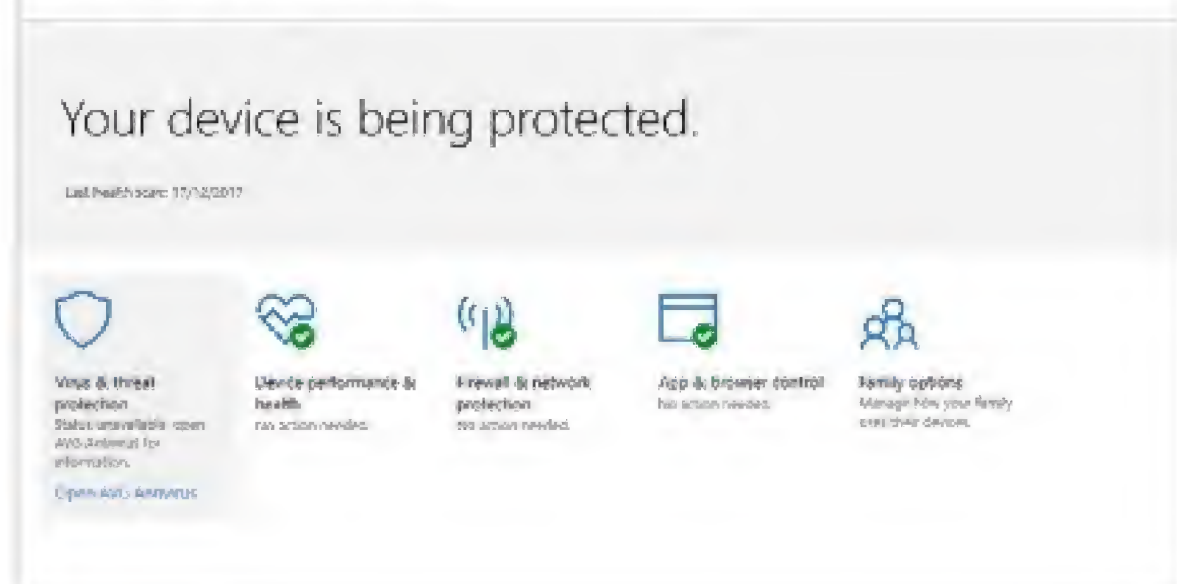 Your device is being protected.
Last health scan: 17/12/2017
Virus & threat
protection
Status unavailable open
AVG Antivirus for
information.
Open AVG Antivirus
Device performance &
health
No action needed.
Firewall & network
protection
No action needed.
App & browser control
No action needed.
Family options
Manage how your family
uses their devices.